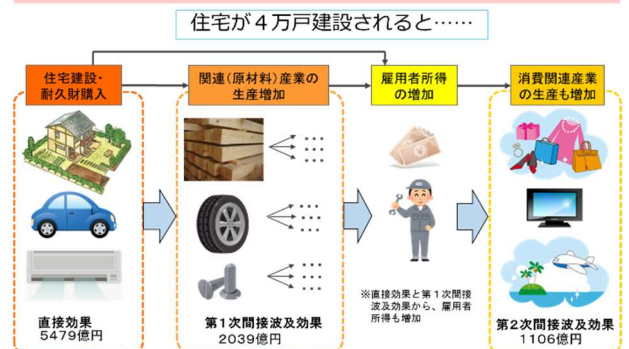 住宅が４万戸建設されると……
住宅建設・
耐久財購入
関連(原材料)産業の
生産増加
雇用者所得
の増加
消費関連産業
の生産も増加
直接効果
5479億円
第1次間接波及効果
2039億円
※直接効果と第１次間接
波及効果から、雇用者
所得も増加
第2次間接波及効果
1106億円